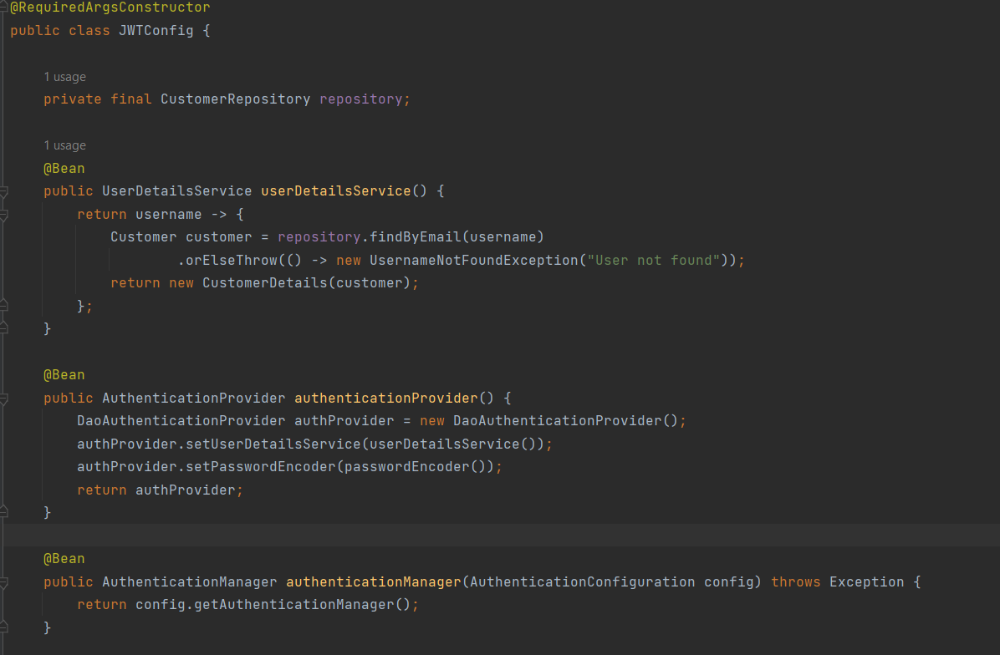 @RequiredArgsConstructor
public class JWTConfig {
1 usage
private final CustomerRepository repository;
1 usage
@Bean
public UserDetailsService userDetailsService() {
return username -> {
Customer customer = repository.findByEmail(username)
.orElseThrow(() -> new UsernameNotFoundException("User not found"));
return new CustomerDetails(customer);
};
}
@Bean
public AuthenticationProvider authenticationProvider() {
DaoAuthenticationProvider authProvider = new DaoAuthenticationProvider();
authProvider.setUserDetailsService(userDetailsService());
authProvider.setPasswordEncoder(passwordEncoder());
return authProvider;
}
@Bean
public AuthenticationManager authenticationManager(AuthenticationConfiguration config) throws Exception {
return config.getAuthenticationManager();
}